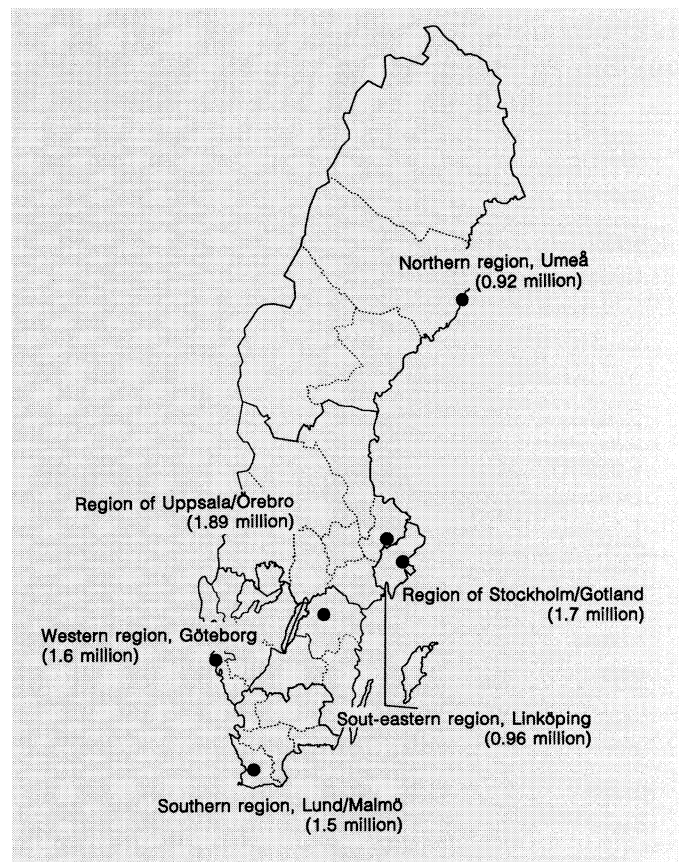 Northern region, Umeå
(0.92 million)
Region of Uppsala/Örebro
(1.89 million)
Region of Stockholm/Gotland
(1.7 million)
Western region, Göteborg
(1.6 million)
Sout-eastern region, Linköping
(0.96 million)
Southern region, Lund/Malmö
(1.5 million)